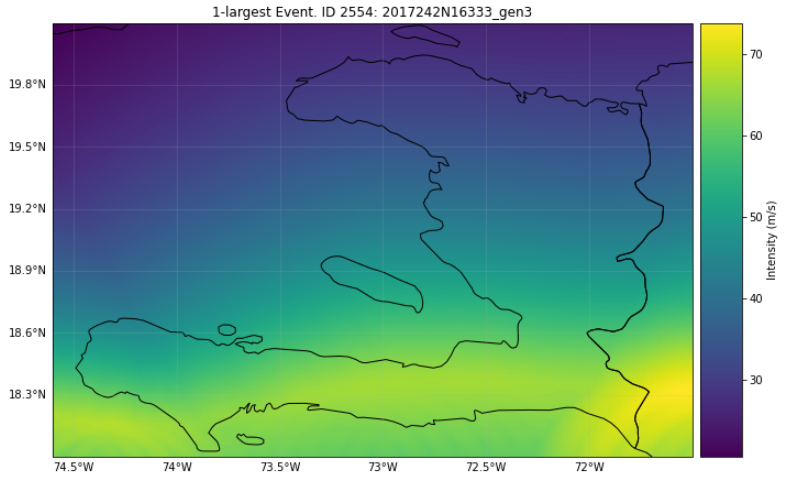 1-largest Event. ID 2554: 2017242N16333_gen3
19.8°N
19.5°N
19.2°N
18.9°N
18.6°N
18.3°N
74.5°W
74°W
73.5°W
73°W
72.5°W
72°W
70
60
50
40
30
Intensity (m/s)